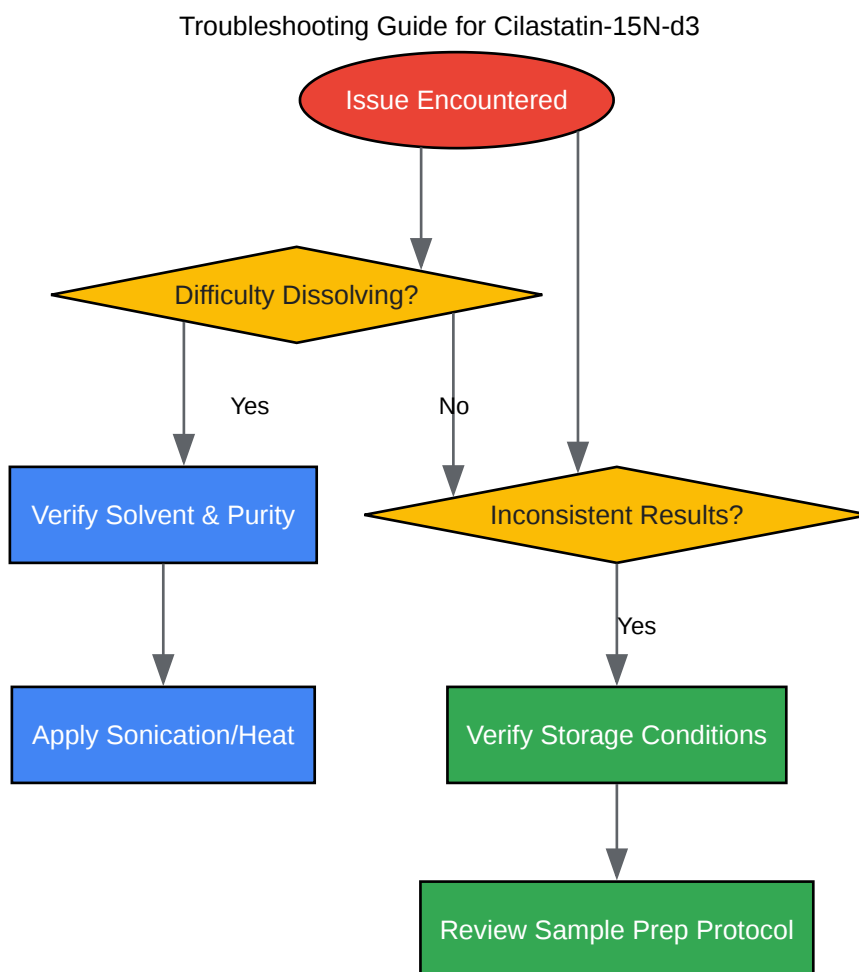 Troubleshooting Guide for Cilastatin-15N-d3
Issue Encountered
Difficulty Dissolving?
Yes
No
Verify Solvent & Purity
Inconsistent Results?
Yes
Apply Sonication/Heat
Verify Storage Conditions
Review Sample Prep Protocol